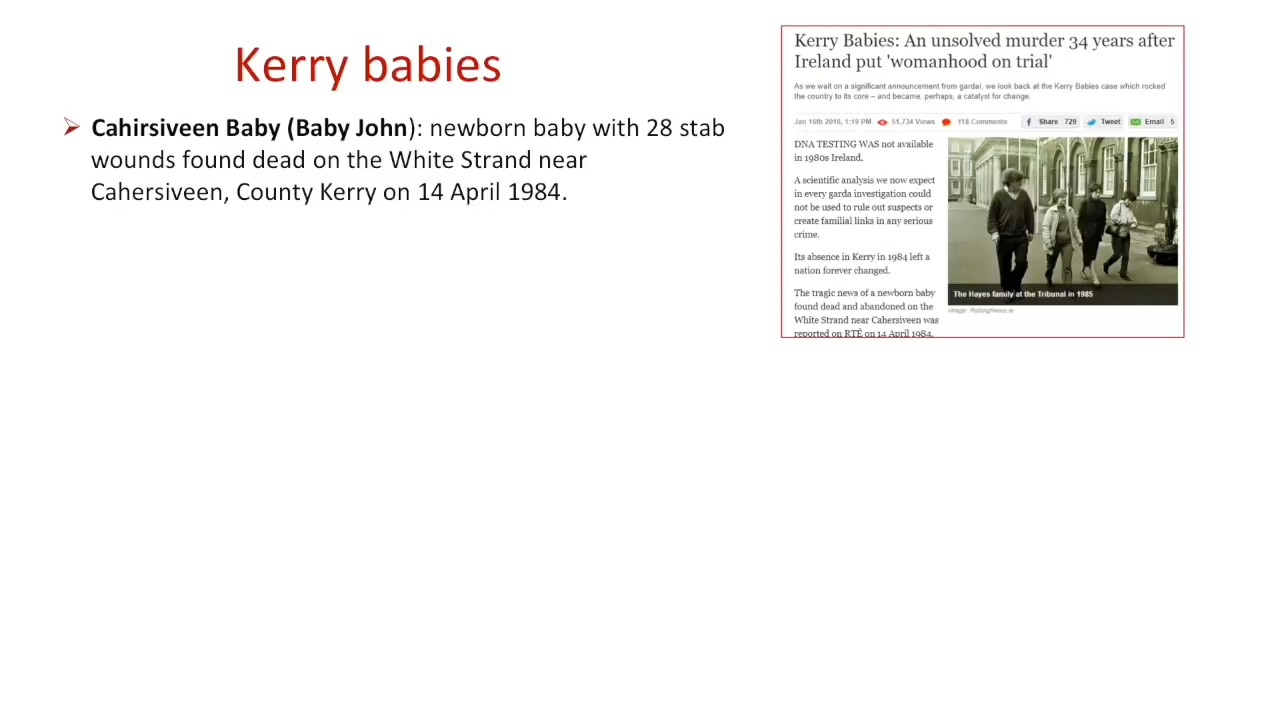 Kerry babies
➢ Cahirsiveen Baby (Baby John): newborn baby with 28 stab
wounds found dead on the White Strand near
Cahersiveen, County Kerry on 14 April 1984.
Kerry Babies: An unsolved murder 34 years after
Ireland put 'womanhood on trial'
As we wait on a significant announcement from gardaí, we look back at the Kerry Babies case which rocked
the country to its core – and became, perhaps, a catalyst for change.
Jan 16th 2018, 1:19 PM 51,734 Views 118 Comments Share 729 Tweet Email 5
DNA TESTING WAS not available
in 1980s Ireland.
A scientific analysis we now expect
in every garda investigation could
not be used to rule out suspects or
create familial links in any serious
crime.
Its absence in Kerry in 1984 left a
nation forever changed.
The tragic news of a newborn baby
found dead and abandoned on the
White Strand near Cahersiveen was
reported on RTÉ on 14 April 1984.
The Hayes family at the Tribunal in 1985
Image: RollingNews.ie